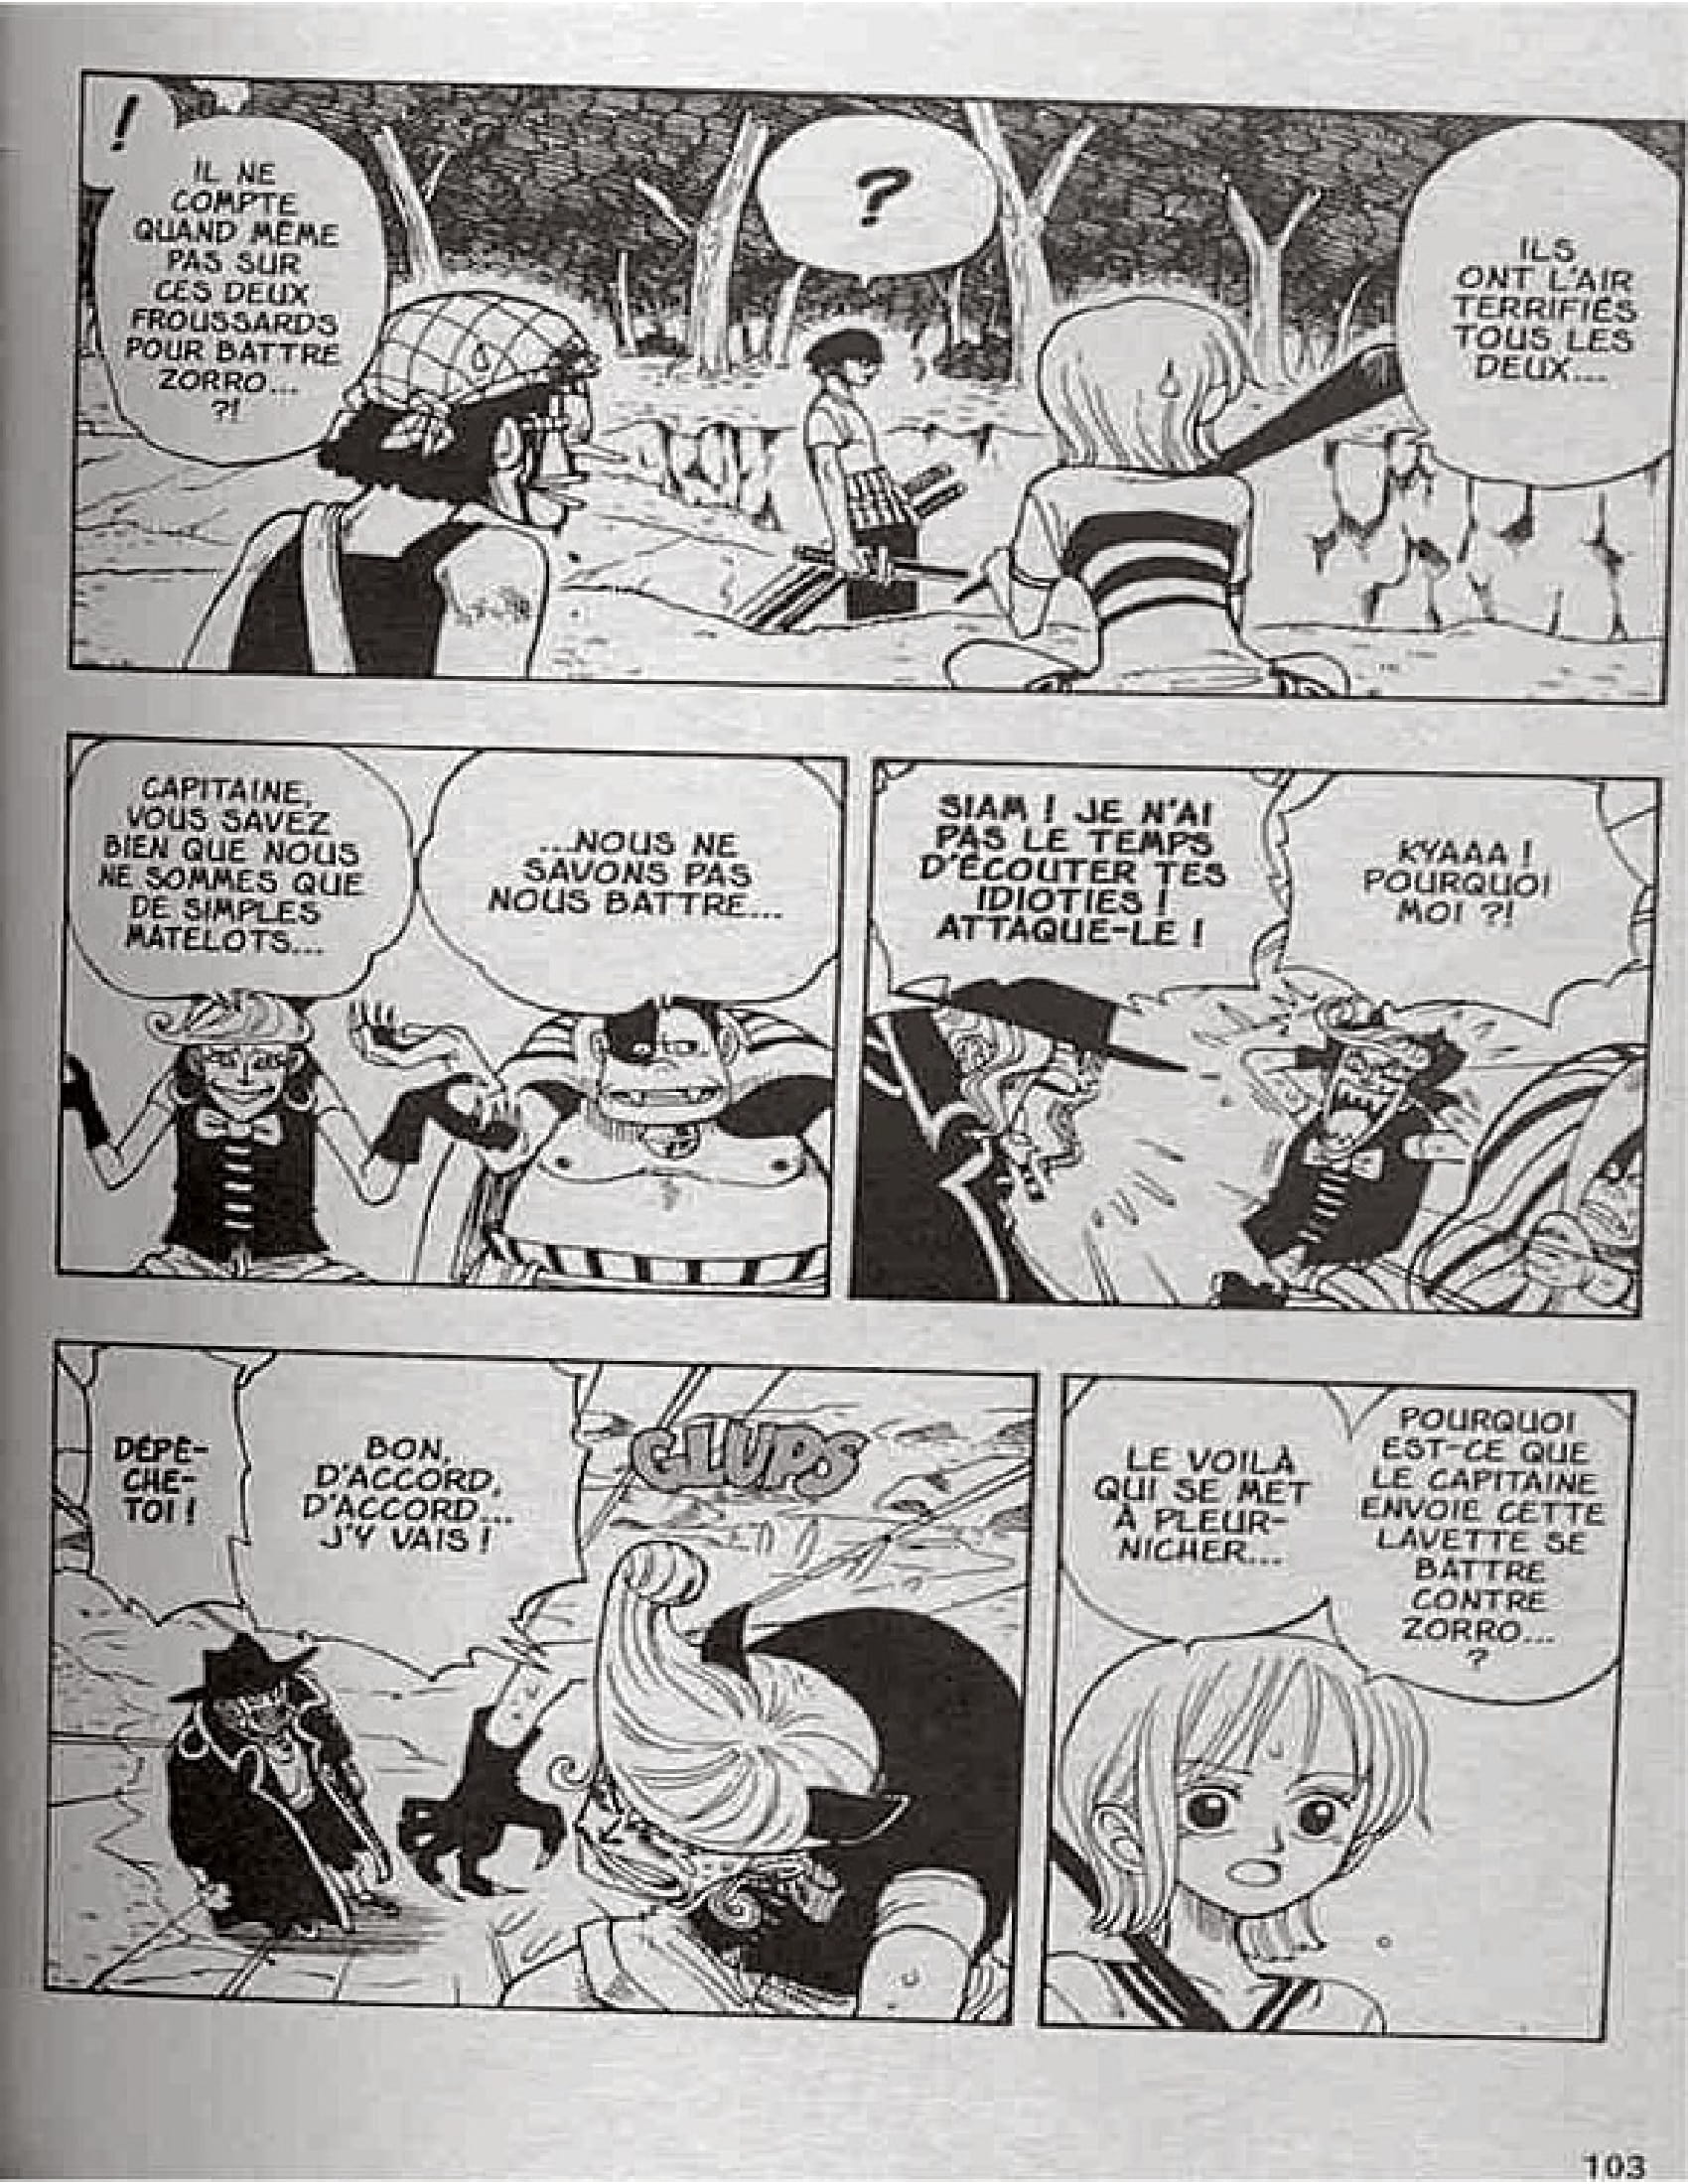 !
IL NE
COMPTE
QUAND MÊME
PAS SUR
CES DEUX
FROUSSARDS
POUR BATTRE
ZORRO...
?!
?
ILS
ONT L'AIR
TERRIFIÉS
TOUS LES
DEUX...
CAPITAINE,
VOUS SAVEZ
BIEN QUE NOUS
NE SOMMES QUE
DE SIMPLES
MATELOTS...
...NOUS NE
SAVONS PAS
NOUS BATTRE...
SIAM ! JE N'AI
PAS LE TEMPS
D'ÉCOUTER TES
IDIOTIES !
ATTAQUE-LE !
KYAAA !
POURQUOI
MOI ?!
DÉPÊ-
CHE-
TOI !
BON,
D'ACCORD,
D'ACCORD...
J'Y VAIS !
GLUPS
LE VOILÀ
QUI SE MET
À PLEUR-
NICHER...
POURQUOI
EST-CE QUE
LE CAPITAINE
ENVOIE CETTE
LAVETTE SE
BATTRE
CONTRE
ZORRO...
?
103